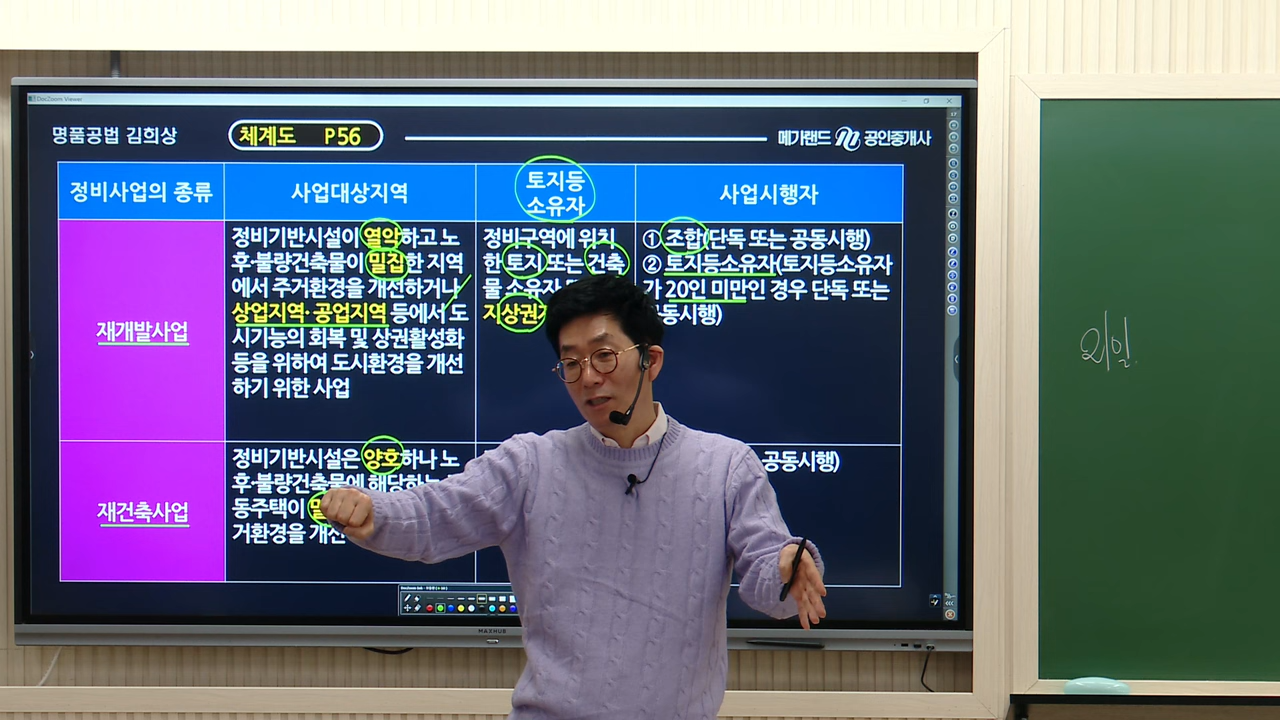 DocZoom Viewer
명품공법 김희상
체계도 P56
메가랜드 공인중개사
정비사업의 종류
사업대상지역
토지등
소유자
사업시행자
재개발사업
정비기반시설이 열악하고 노
후·불량건축물이 밀집한 지역
에서 주거환경을 개선하거나
상업지역·공업지역 등에서 도
시기능의 회복 및 상권활성화
등을 위하여 도시환경을 개선
하기 위한 사업
정비구역에 위치
한 토지 또는 건축
물 소유자
지상권
① 조합(단독 또는 공동시행)
② 토지등소유자(토지등소유자
가 20인 미만인 경우 단독 또는
공동시행)
재건축사업
정비기반시설은 양호하나 노
후·불량건축물에 해당하는
동주택이
거환경을 개선
공동시행)
MAXHUB